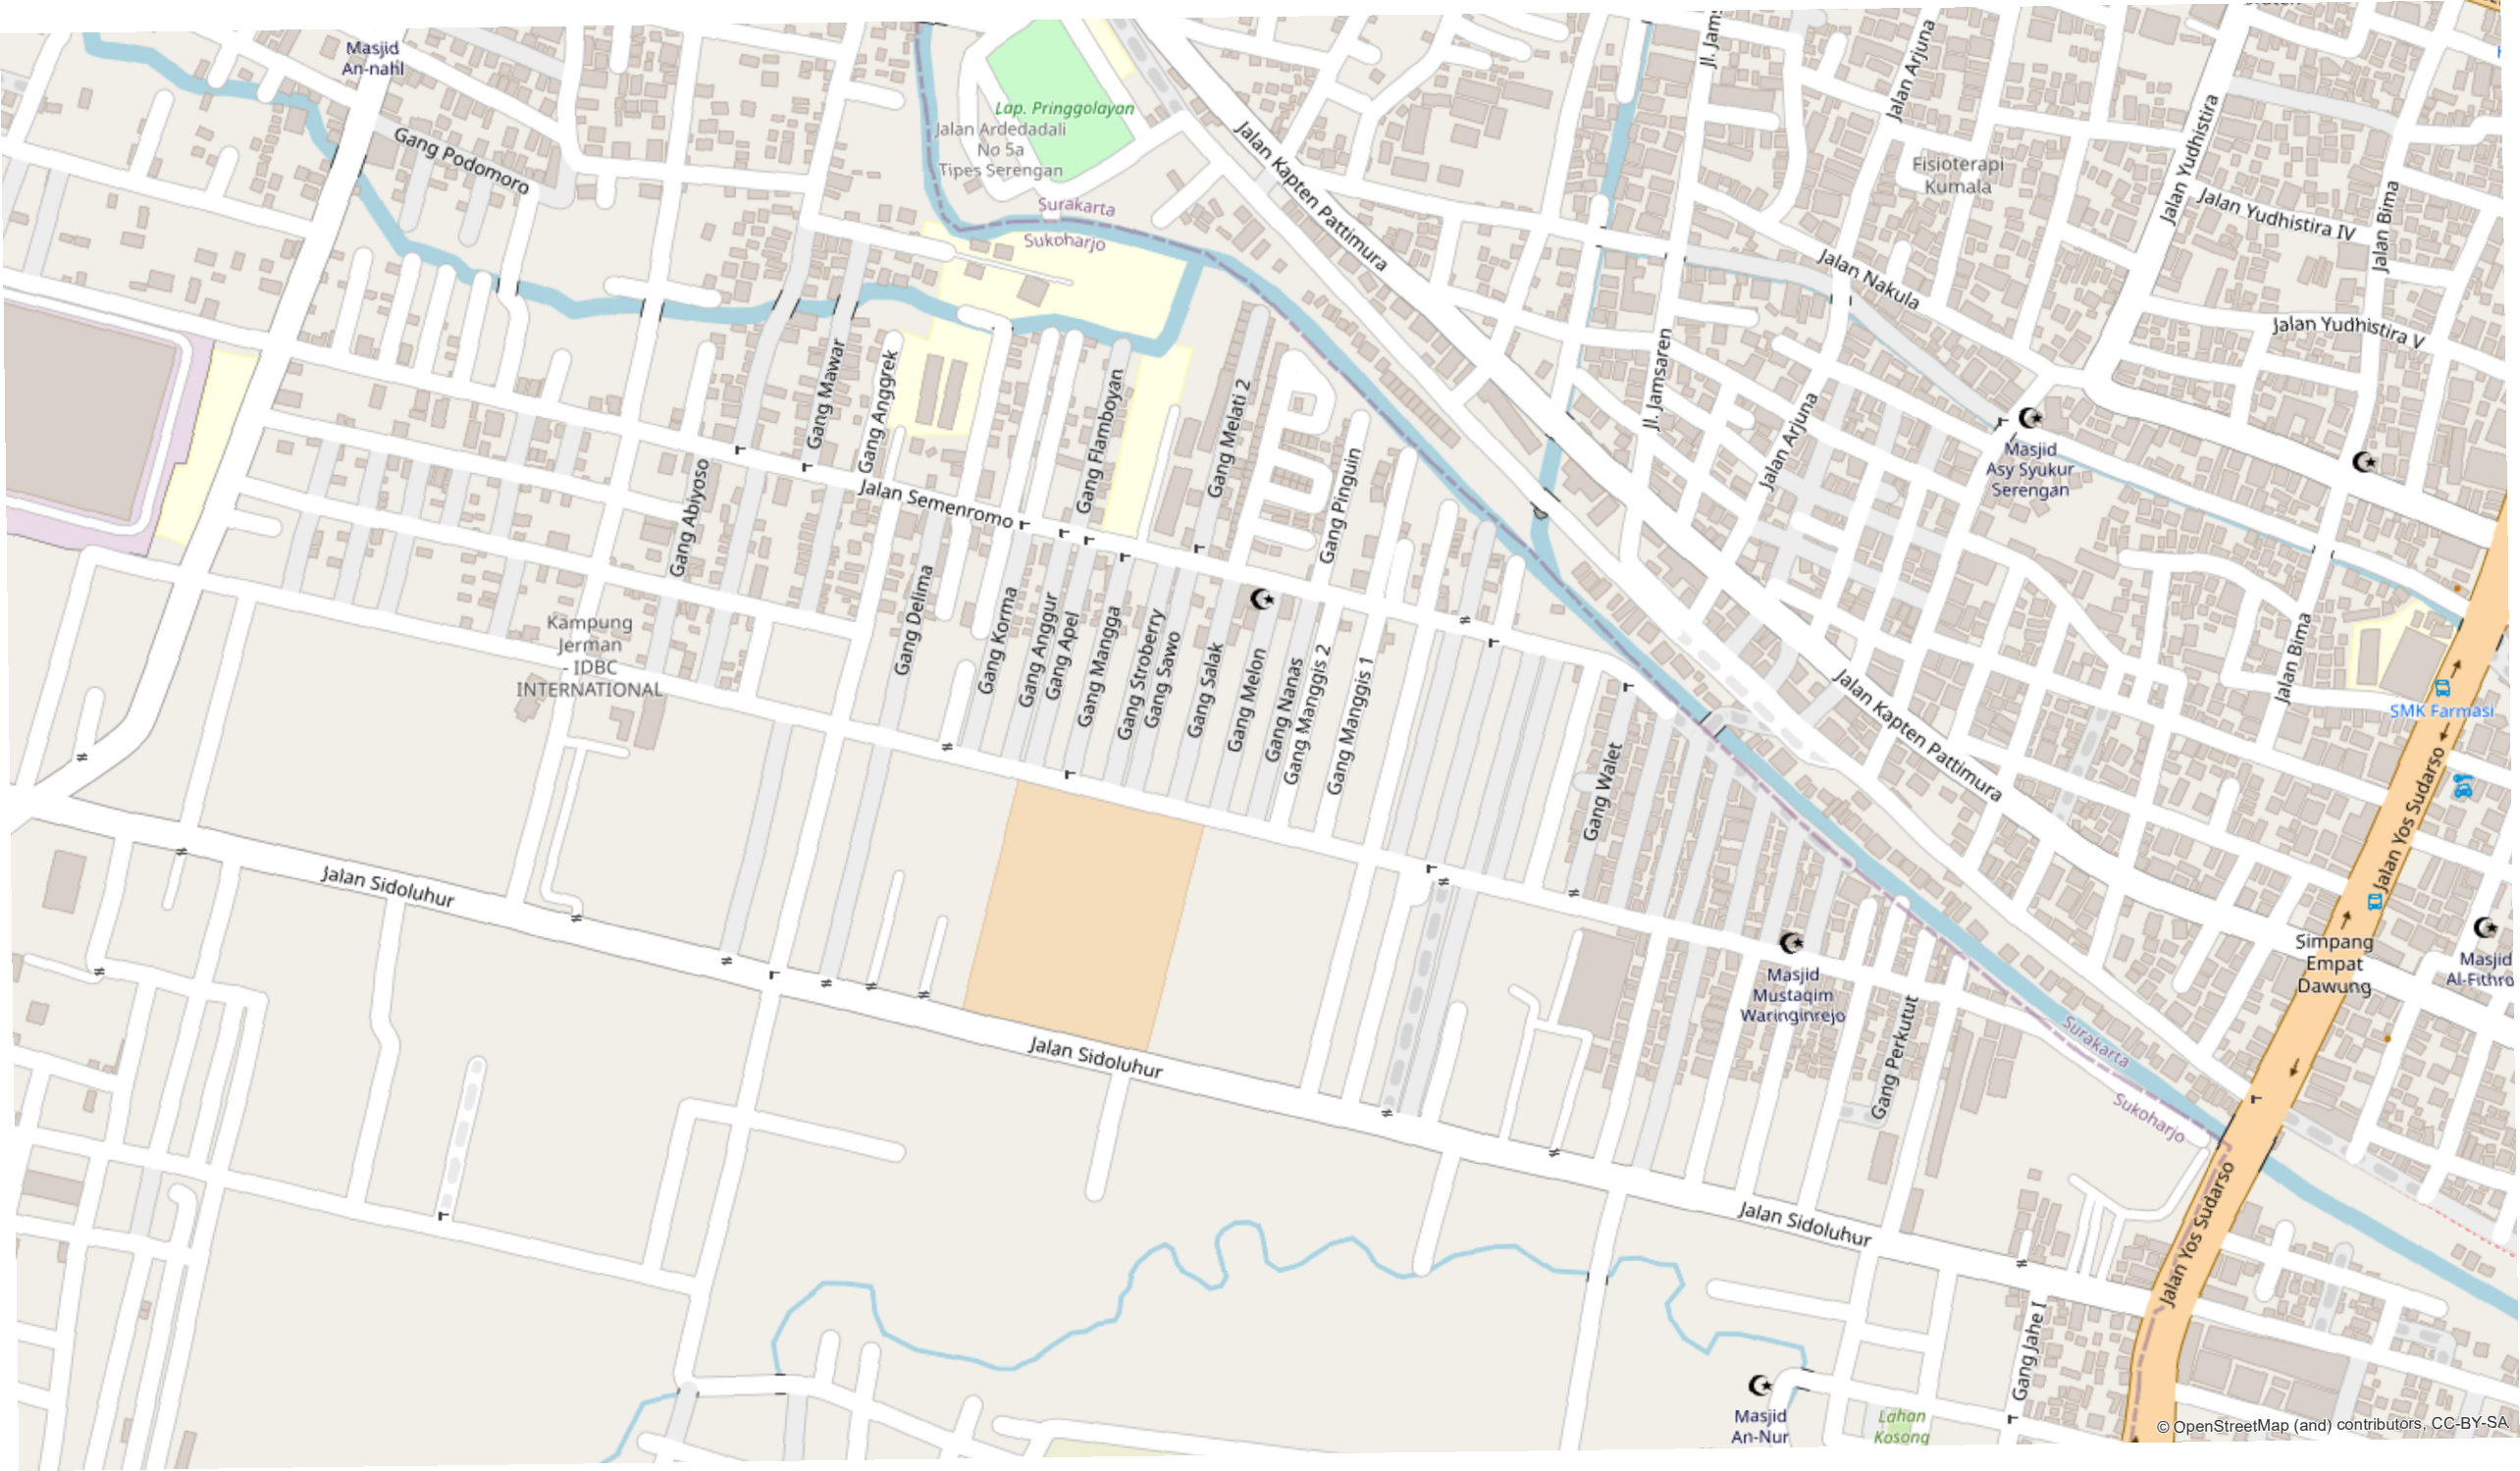 Masjid
An-nahl
Gang Podomoro
Lap. Pringgolayan
Jalan Ardedadali
No 5a
Tipes Serengan
Surakarta
Sukoharjo
Jalan Kapten Pattimura
Jalan Arjuna
Jalan Yudhistira
Fisioterapi
Kumala
Jalan Yudhistira IV
Jalan Bima
Jalan Nakula
Jalan Yudhistira V
Jl. Jamsaren
Jalan Arjuna
Masjid
Asy Syukur
Serengan
Gang Mawar
Gang Anggrek
Gang Flamboyan
Gang Melati 2
Gang Pinguin
Gang Abiyoso
Jalan Semenromo
Gang Delima
Gang Korma
Gang Anggur
Gang Apel
Gang Mangga
Gang Stroberry
Gang Sawo
Gang Salak
Gang Melon
Gang Nanas
Gang Manggis 2
Gang Manggis 1
Kampung
Jerman
- IDBC
INTERNATIONAL
Gang Walet
Jalan Kapten Pattimura
Jalan Bima
SMK Farmasi
Jalan Yos Sudarso
Jalan Sidoluhur
Simpang
Empat
Dawung
Masjid
Al-Fithro
Masjid
Mustaqim
Waringinrejo
Gang Perkutut
Surakarta
Sukoharjo
Jalan Sidoluhur
Jalan Sidoluhur
Jalan Yos Sudarso
Gang Jahe I
Masjid
An-Nur
Lahan
Kosong
© OpenStreetMap (and) contributors, CC-BY-SA